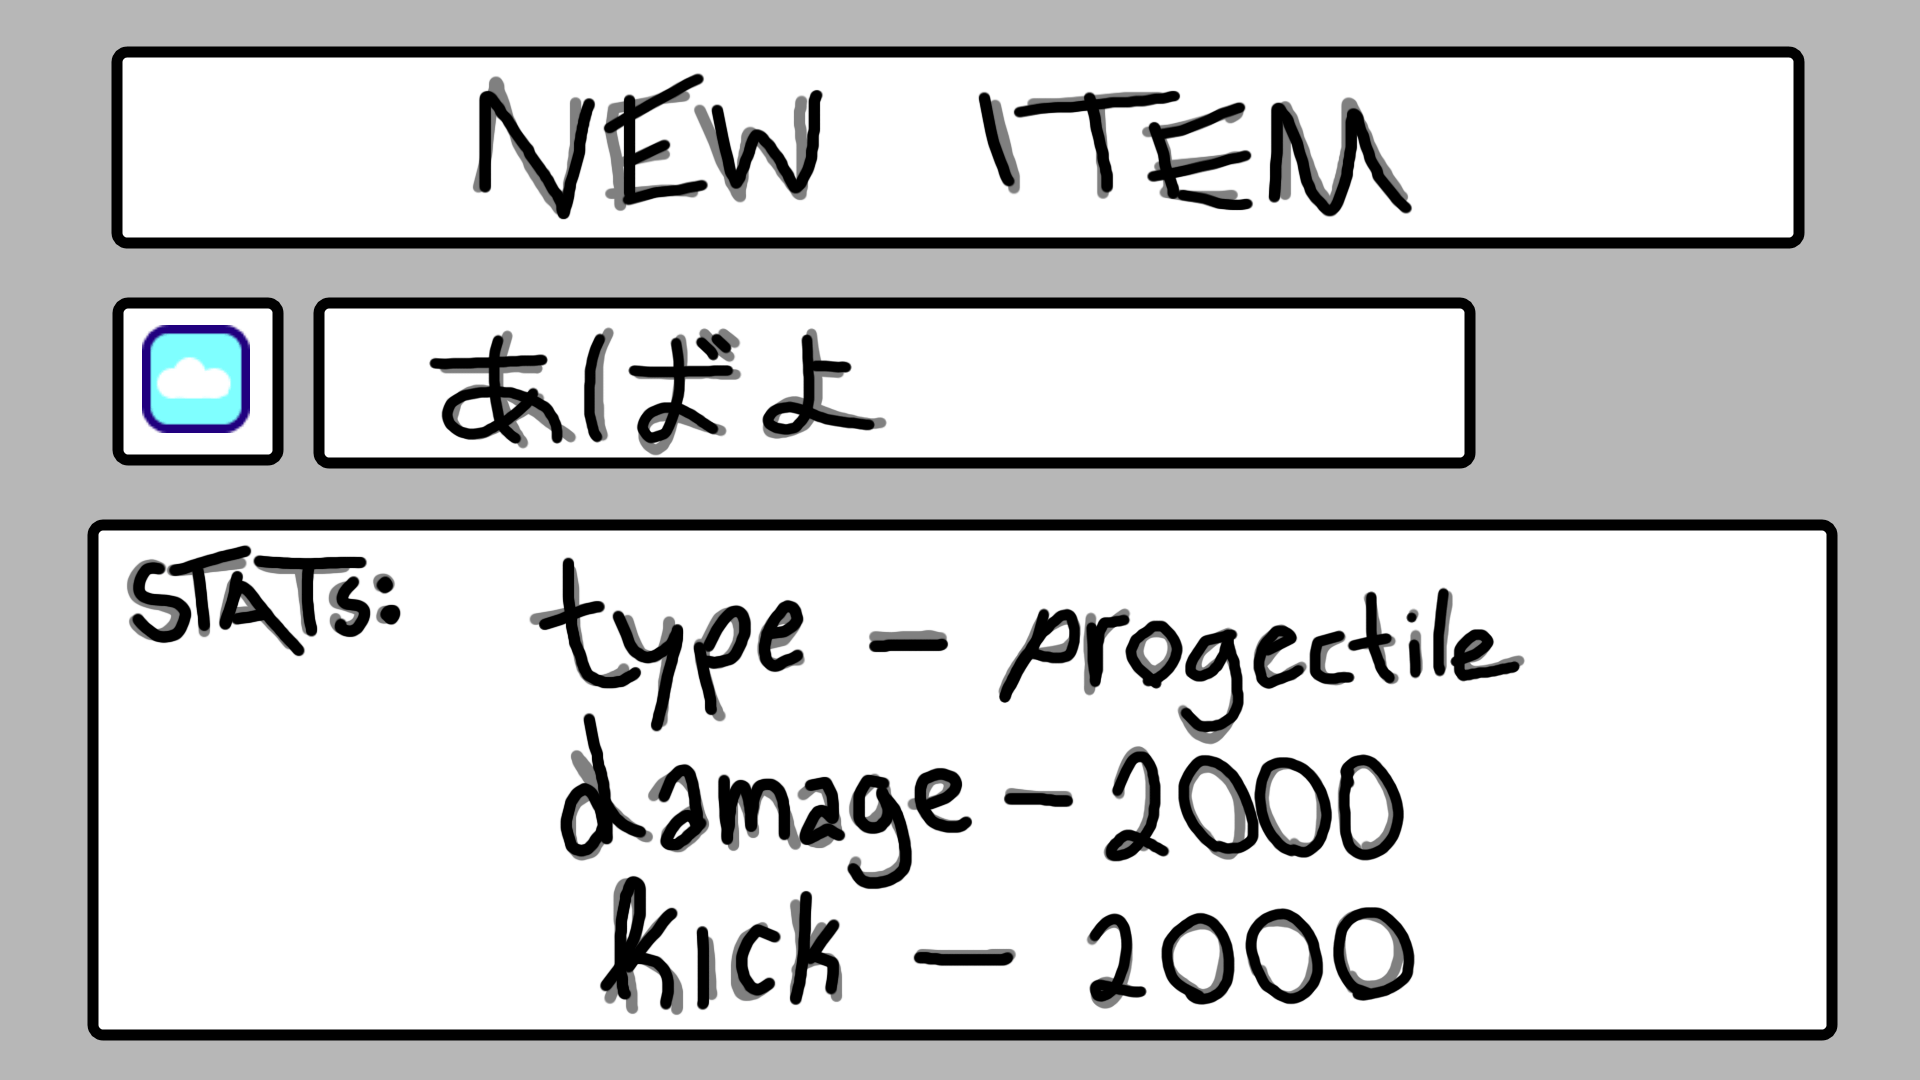 NEW ITEM
あばよ
STATS:
type - progectile
damage - 2000
kick - 2000